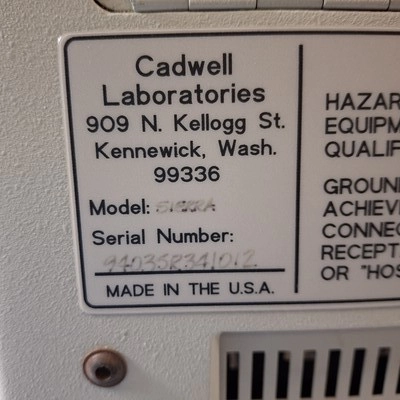 Cadwell
Laboratories
909 N. Kellogg St.
Kennewick, Wash.
99336
Model: SIERRA
Serial Number:
MADE IN THE U.S.A.
HAZAR
EQUIPM
QUALIF
GROUN
ACHIEV
CONNEC
RECEPT
OR "HOS